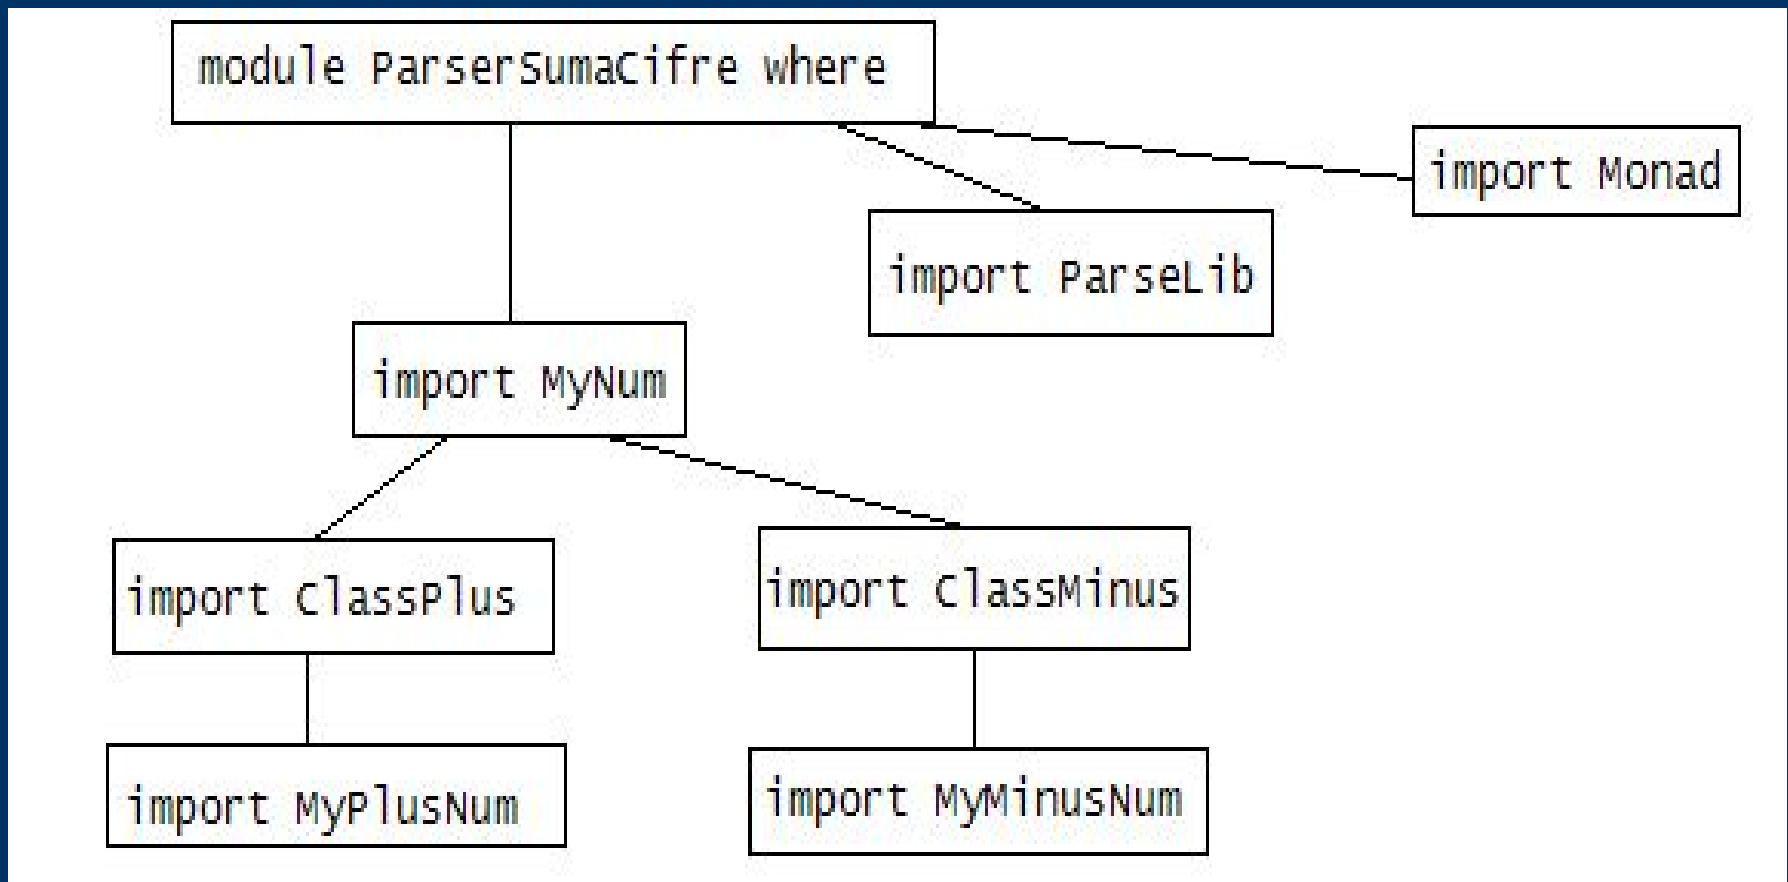 module ParserSumaCifre where
import Monad
import ParseLib
import MyNum
import ClassPlus
import ClassMinus
import MyPlusNum
import MyMinusNum